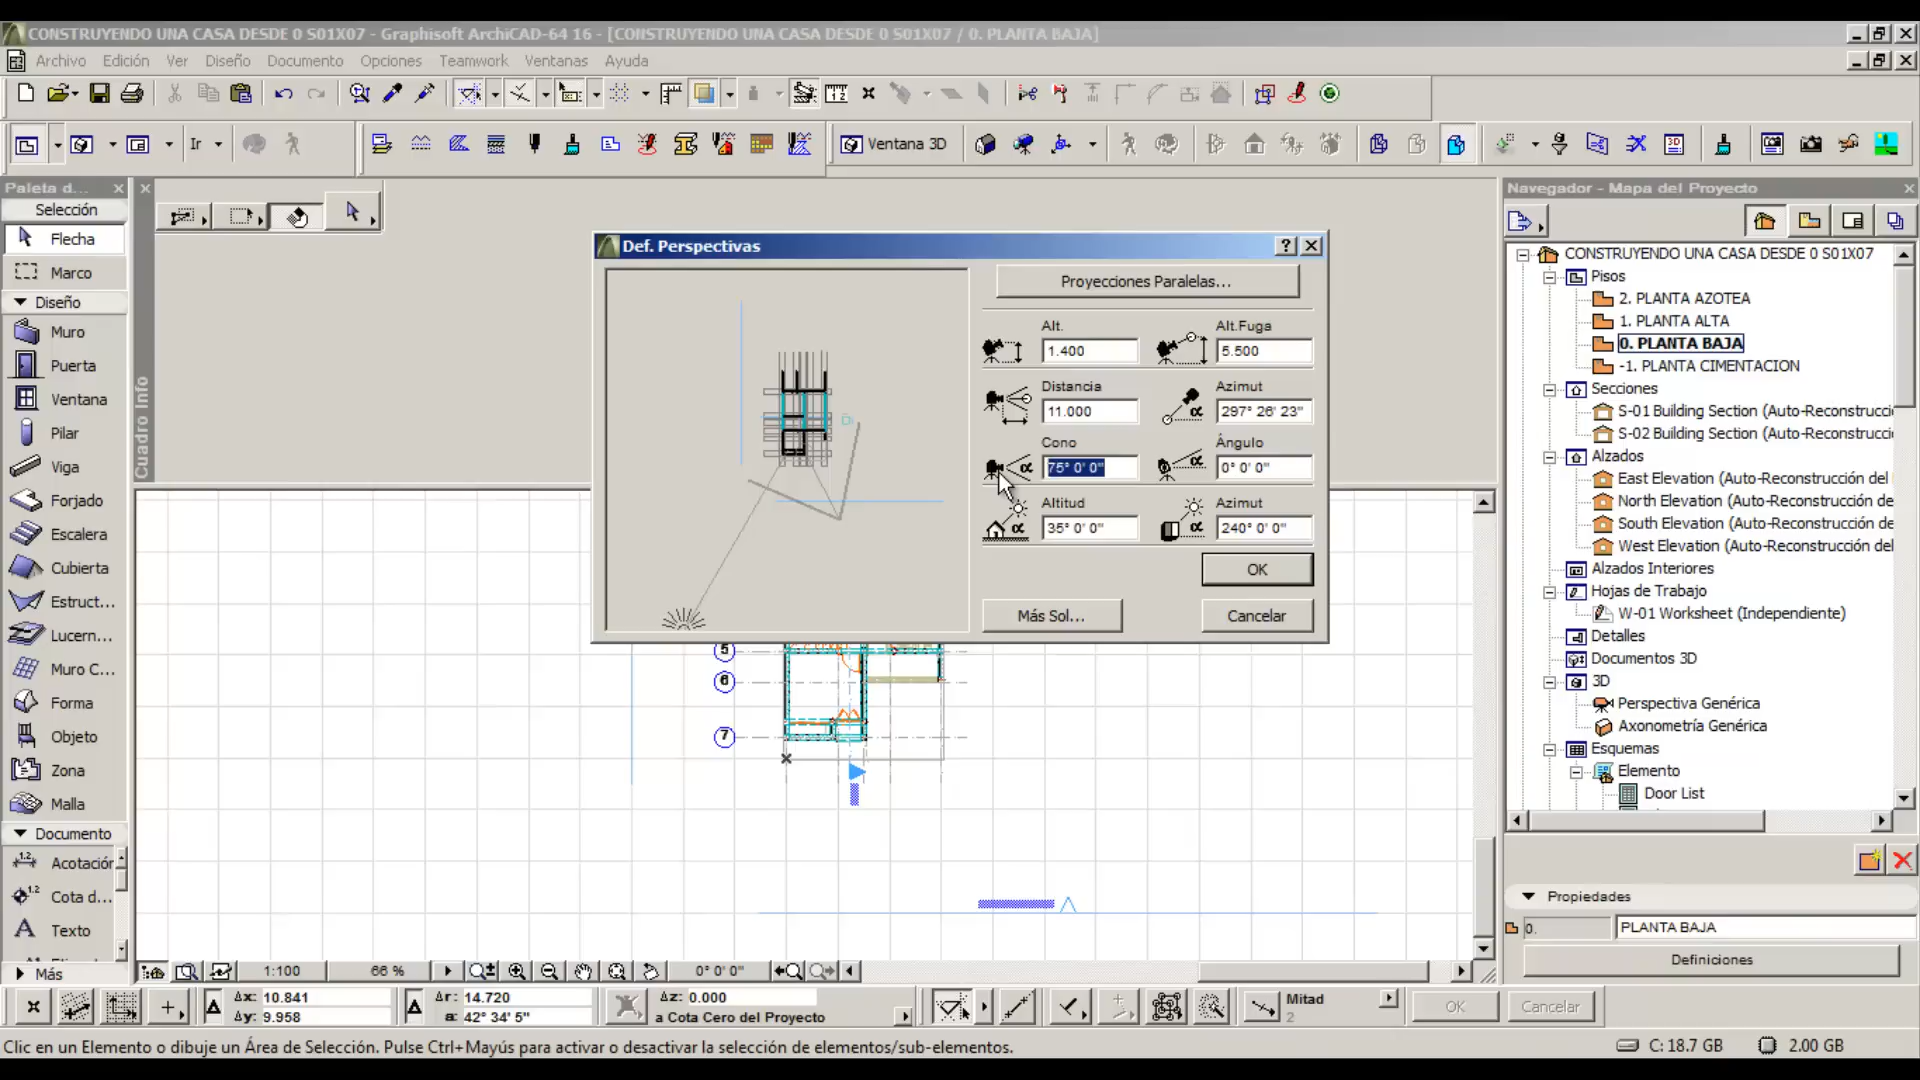 CONSTRUYENDO UNA CASA DESDE 0 S01X07 - Graphisoft ArchiCAD-64 16 - [CONSTRUYENDO UNA CASA DESDE 0 S01X07 / 0. PLANTA BAJA]
Archivo Edición Ver Diseño Documento Opciones Teamwork Ventanas Ayuda
Ir
Ventana 3D
Paleta d...
Selección
Flecha
Marco
Diseño
Muro
Puerta
Ventana
Pilar
Viga
Forjado
Escalera
Cubierta
Estruct...
Lucern...
Muro C...
Forma
Objeto
Zona
Malla
Documento
Acotación
Cota d...
Texto
Más
Cuadro Info
Def. Perspectivas
Proyecciones Paralelas...
Alt.
1.400
Alt.Fuga
5.500
Distancia
11.000
Azimut
297° 26' 23"
Cono
75° 0' 0"
Ángulo
0° 0' 0"
Altitud
35° 0' 0"
Azimut
240° 0' 0"
OK
Más Sol...
Cancelar
5
6
7
Navegador - Mapa del Proyecto
CONSTRUYENDO UNA CASA DESDE 0 S01X07
Pisos
2. PLANTA AZOTEA
1. PLANTA ALTA
0. PLANTA BAJA
-1. PLANTA CIMENTACION
Secciones
S-01 Building Section (Auto-Reconstrucci
S-02 Building Section (Auto-Reconstrucci
Alzados
East Elevation (Auto-Reconstrucción del
North Elevation (Auto-Reconstrucción de
South Elevation (Auto-Reconstrucción de
West Elevation (Auto-Reconstrucción del
Alzados Interiores
Hojas de Trabajo
W-01 Worksheet (Independiente)
Detalles
Documentos 3D
3D
Perspectiva Genérica
Axonometría Genérica
Esquemas
Elemento
Door List
Propiedades
0.
PLANTA BAJA
Definiciones
1:100
66 %
0° 0' 0"
Δx: 10.841
Δy: 9.958
Δr: 14.720
a: 42° 34' 5"
Δz: 0.000
a Cota Cero del Proyecto
Mitad
2
OK
Cancelar
Clic en un Elemento o dibuje un Área de Selección. Pulse Ctrl+Mayús para activar o desactivar la selección de elementos/sub-elementos.
C: 18.7 GB
2.00 GB